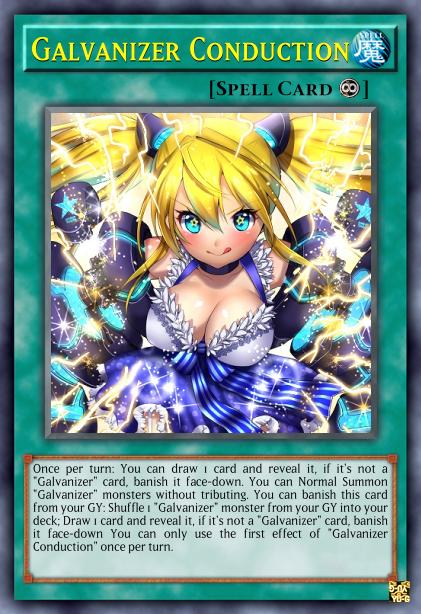 GALVANIZER CONDUCTION
SPELL
魔
[SPELL CARD ]
Once per turn: You can draw 1 card and reveal it, if it's not a
"Galvanizer" card, banish it face-down. You can Normal Summon
"Galvanizer" monsters without tributing. You can banish this card
from your GY: Shuffle 1 "Galvanizer" monster from your GY into your
deck; Draw 1 card and reveal it, if it's not a "Galvanizer" card, banish
it face-down You can only use the first effect of "Galvanizer
Conduction" once per turn.